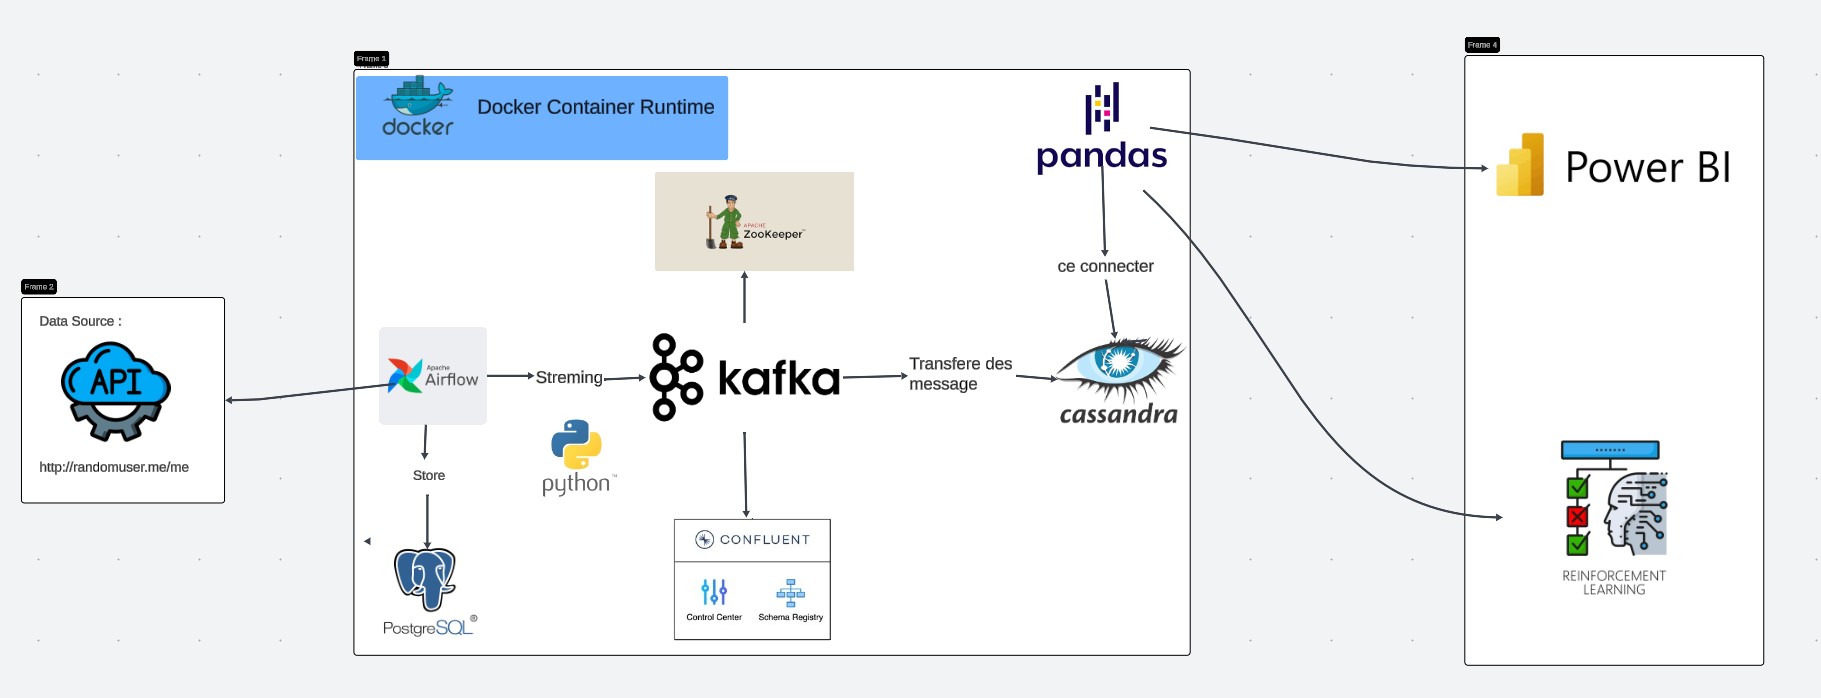 Frame 1
docker
Docker Container Runtime
pandas
Frame 4
Power BI
APACHE
ZooKeeper™
ce connecter
Frame 2
Data Source :
API
http://randomuser.me/me
Apache
Airflow
Streming
kafka
Transfere des
message
cassandra
Store
python™
PostgreSQL®
CONFLUENT
Control Center
Schema Registry
REINFORCEMENT
LEARNING